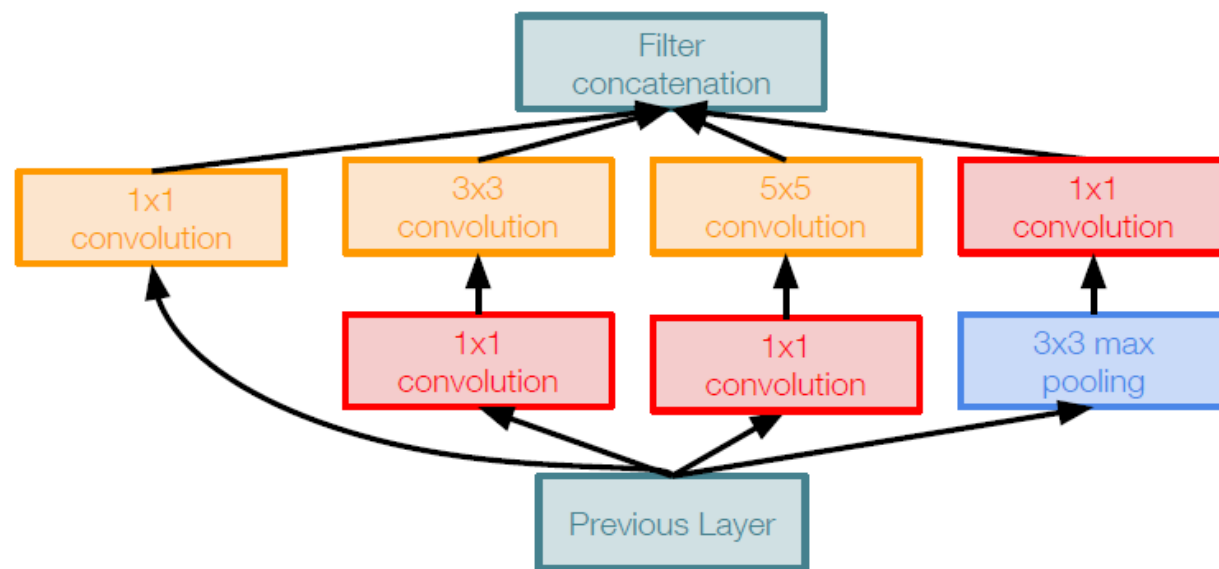 Filter
concatenation
1x1
convolution
3x3
convolution
5x5
convolution
1x1
convolution
1x1
convolution
1x1
convolution
3x3 max
pooling
Previous Layer